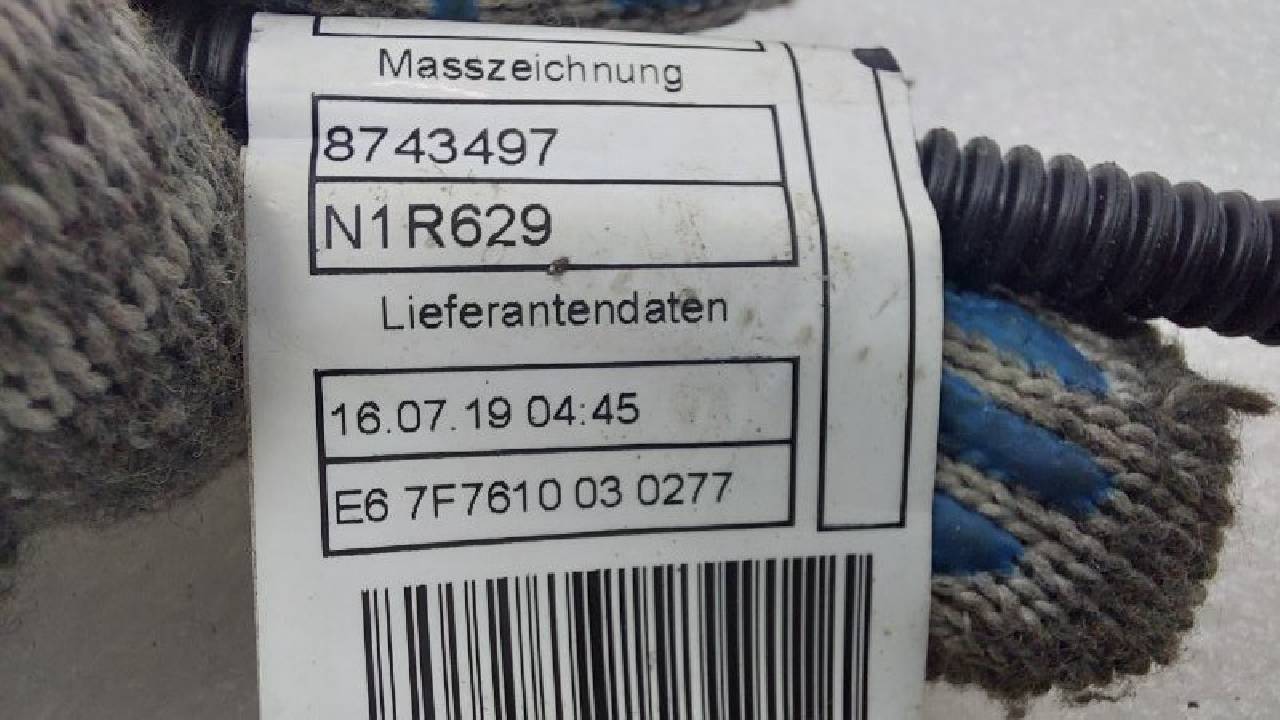 Masszeichnung
8743497
N1R629
Lieferantendaten
16.07.19 04:45
E6 7F7610 03 0277